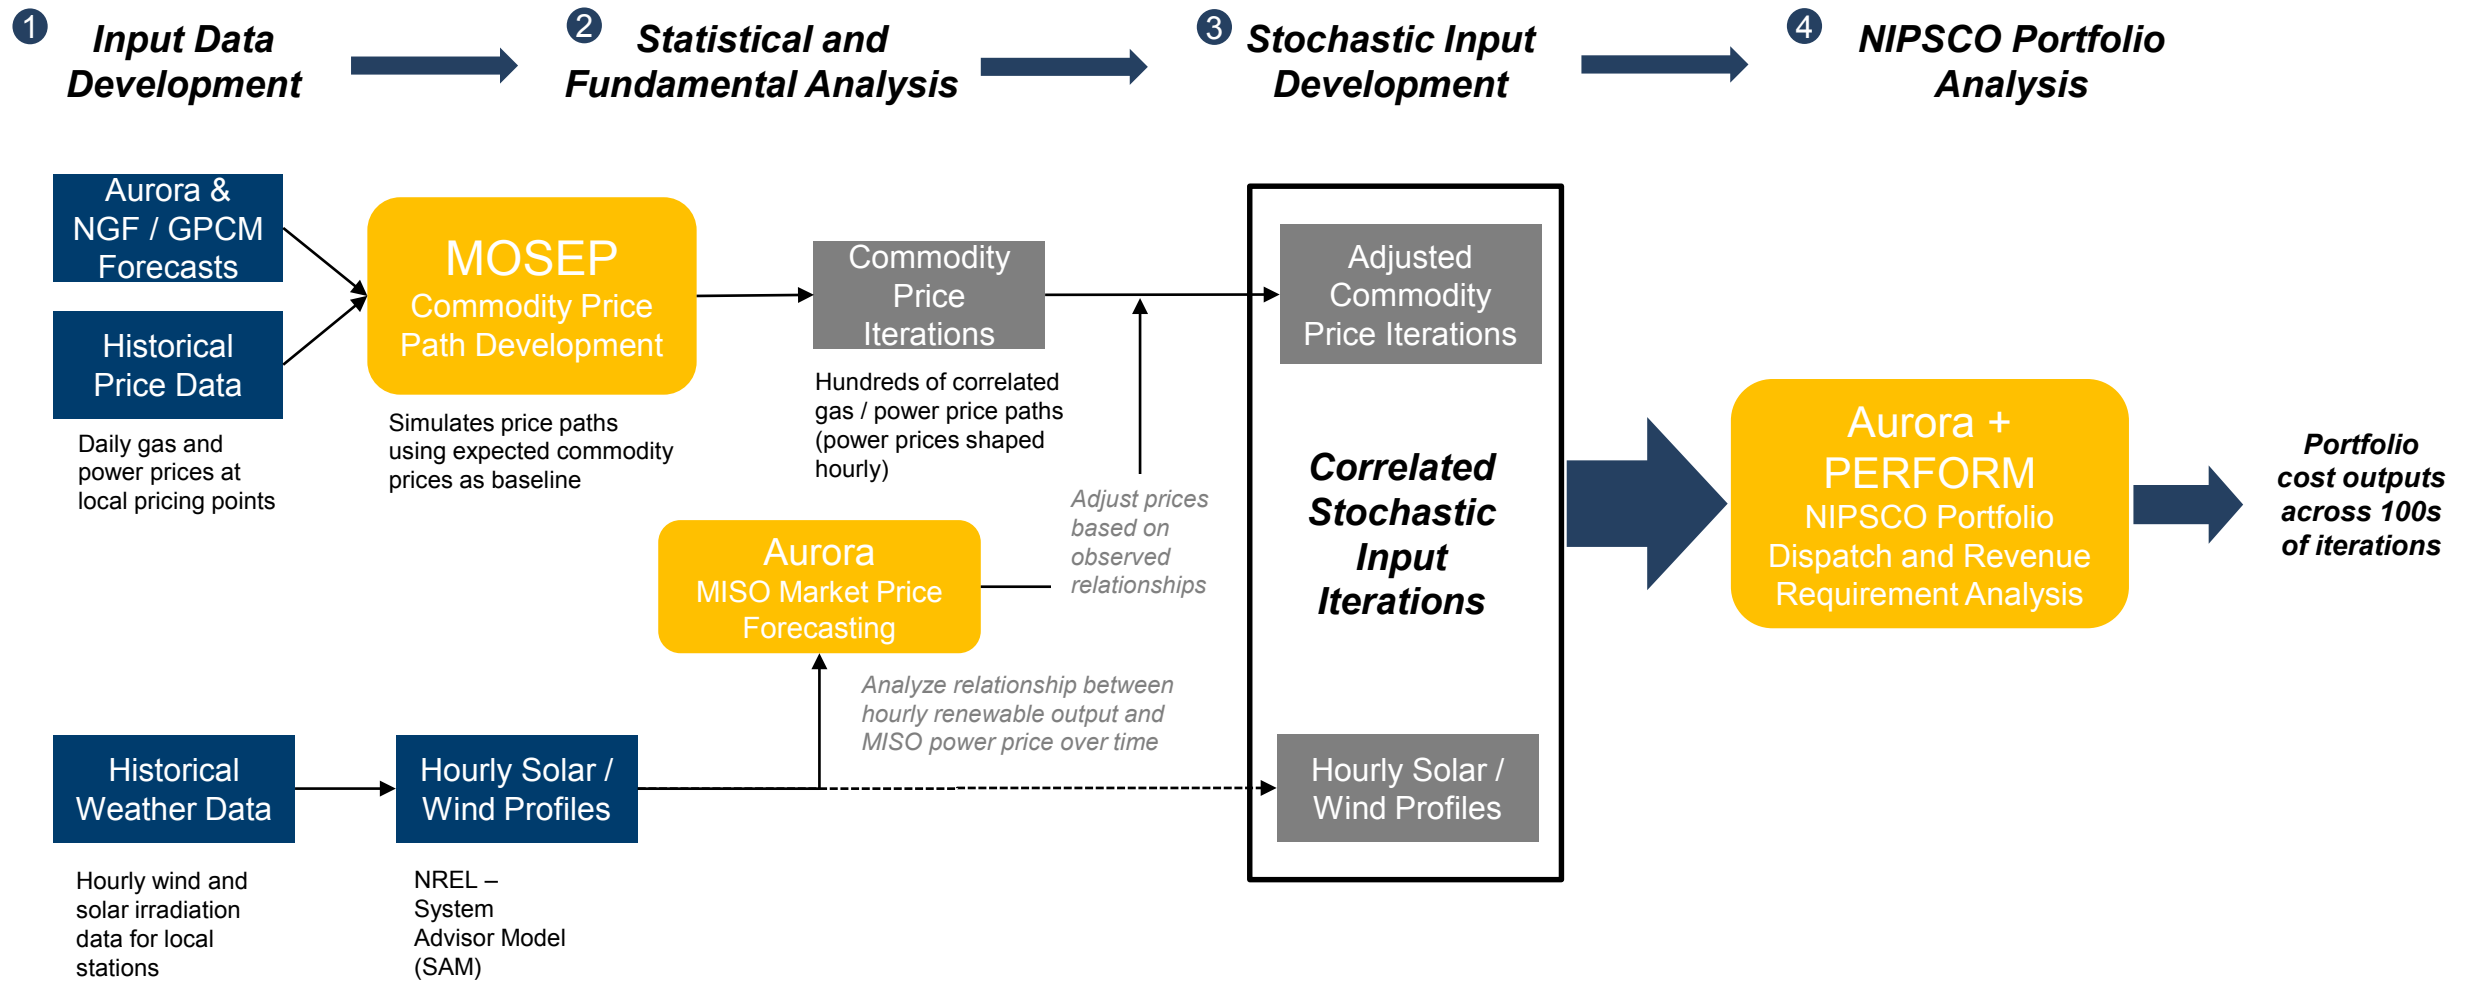 1
Input Data
Development
2
Statistical and
Fundamental Analysis
3
Stochastic Input
Development
4
NIPSCO Portfolio
Analysis
Aurora &
NGF / GPCM
Forecasts
Historical
Price Data
Daily gas and
power prices at
local pricing points
MOSEP
Commodity Price
Path Development
Simulates price paths
using expected commodity
prices as baseline
Commodity
Price
Iterations
Hundreds of correlated
gas / power price paths
(power prices shaped
hourly)
Adjust prices
based on
observed
relationships
Aurora
MISO Market Price
Forecasting
Analyze relationship between
hourly renewable output and
MISO power price over time
Historical
Weather Data
Hourly wind and
solar irradiation
data for local
stations
Hourly Solar /
Wind Profiles
NREL –
System
Advisor Model
(SAM)
Adjusted
Commodity
Price Iterations
Correlated
Stochastic
Input
Iterations
Hourly Solar /
Wind Profiles
Aurora +
PERFORM
NIPSCO Portfolio
Dispatch and Revenue
Requirement Analysis
Portfolio
cost outputs
across 100s
of iterations